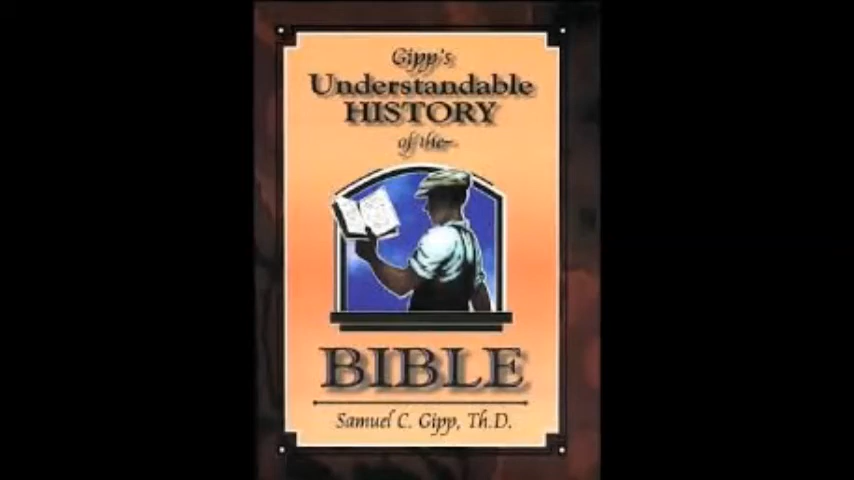 Gipp's
Understandable
HISTORY
of the
BIBLE
Samuel C. Gipp, Th.D.